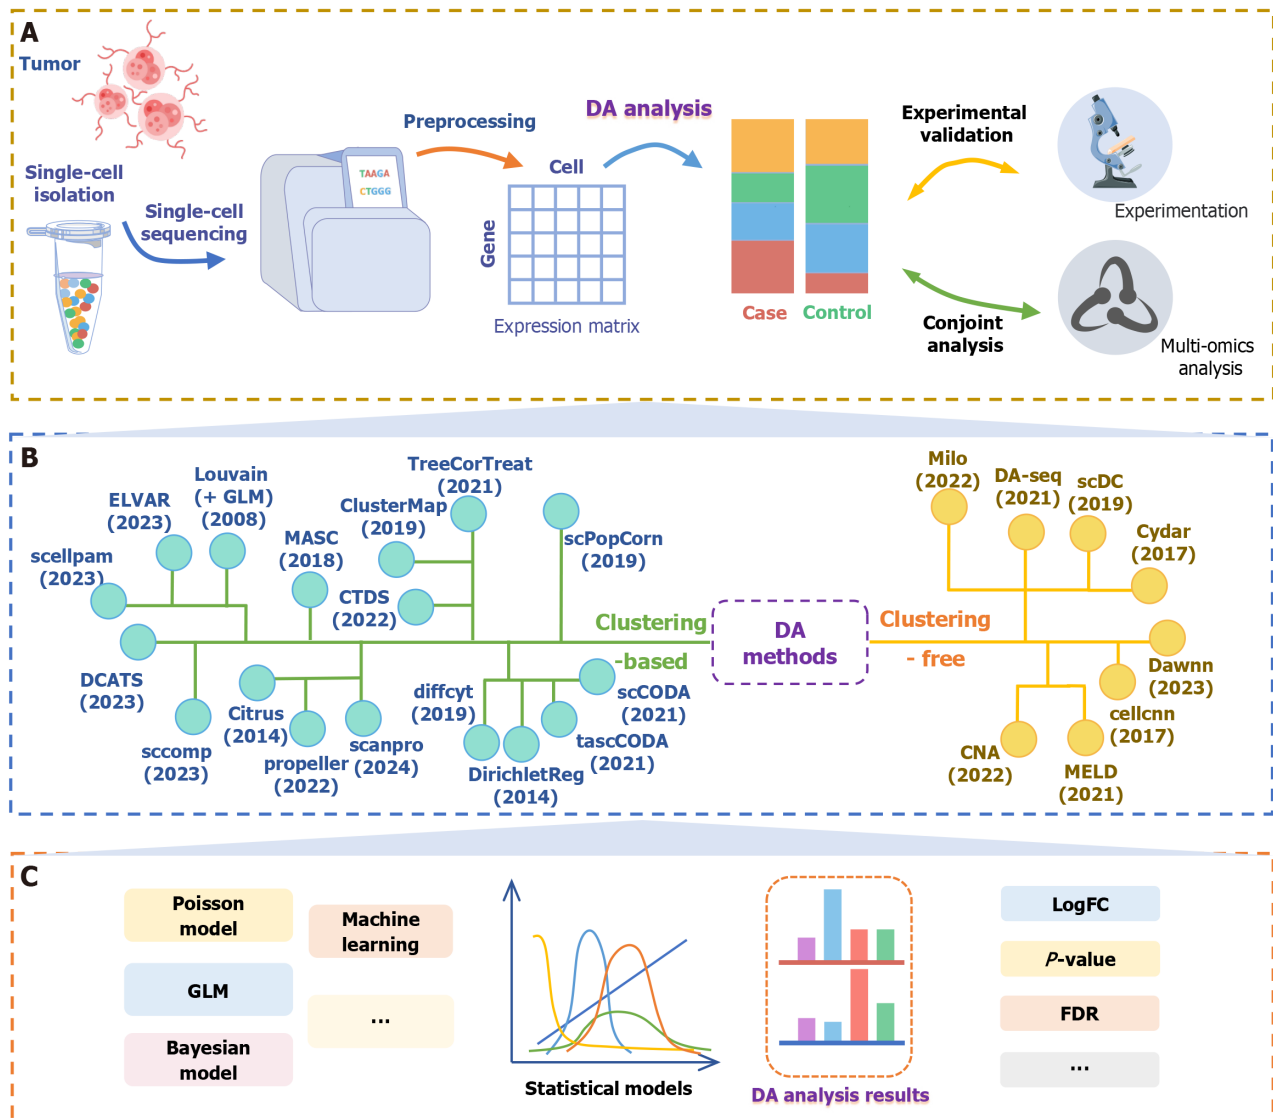 A
Tumor
Single-cell
isolation
Single-cell
sequencing
TAAGA
CTGGG
Preprocessing
Cell
Gene
Expression matrix
DA analysis
Case
Control
Experimental
validation
Experimentation
Conjoint
analysis
Multi-omics
analysis
B
scellpam
(2023)
ELVAR
(2023)
Louvain
(+ GLM)
(2008)
MASC
(2018)
ClusterMap
(2019)
TreeCorTreat
(2021)
CTDS
(2022)
scPopCorn
(2019)
DCATS
(2023)
sccomp
(2023)
Citrus
(2014)
propeller
(2022)
scanpro
(2024)
diffcyt
(2019)
DirichletReg
(2014)
tascCODA
(2021)
scCODA
(2021)
Clustering
-based
DA
methods
Clustering
- free
Milo
(2022)
DA-seq
(2021)
scDC
(2019)
Cydar
(2017)
Dawnn
(2023)
cellcnn
(2017)
CNA
(2022)
MELD
(2021)
C
Poisson
model
GLM
Bayesian
model
Machine
learning
...
Statistical models
DA analysis results
LogFC
P-value
FDR
...